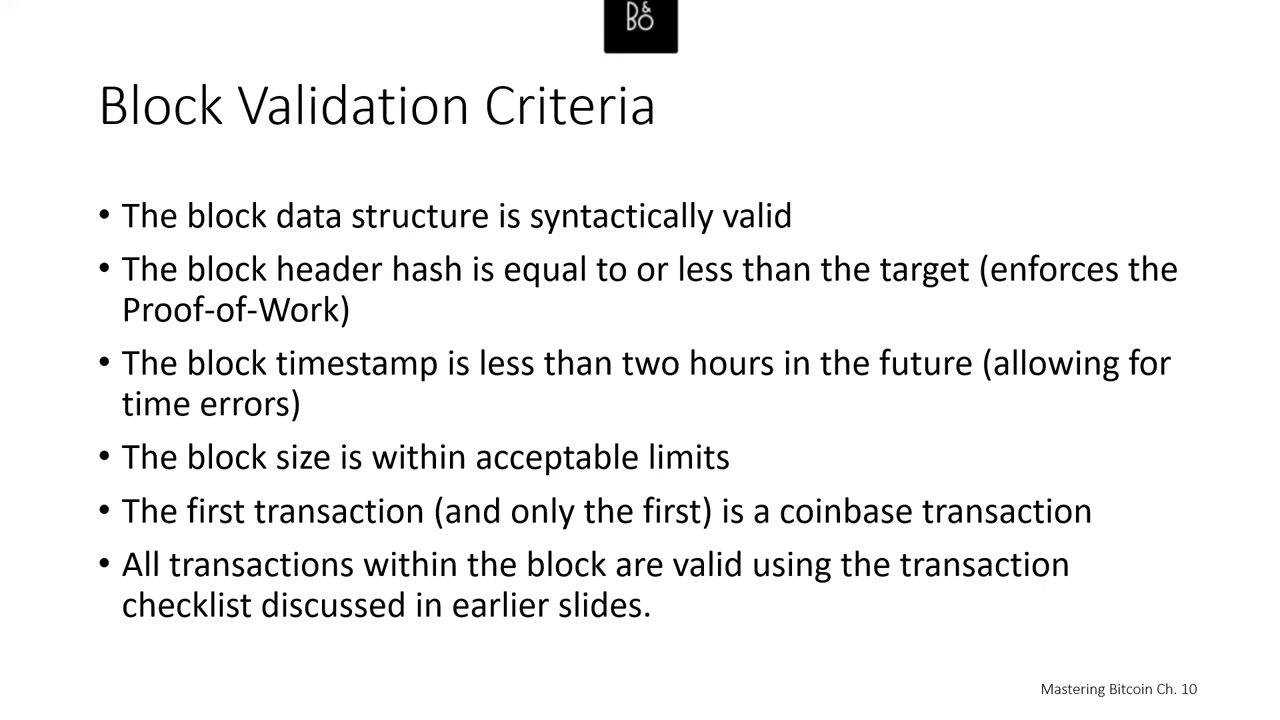 D&
BO
Block Validation Criteria
• The block data structure is syntactically valid
• The block header hash is equal to or less than the target (enforces the
Proof-of-Work)
• The block timestamp is less than two hours in the future (allowing for
time errors)
• The block size is within acceptable limits
• The first transaction (and only the first) is a coinbase transaction
• All transactions within the block are valid using the transaction
checklist discussed in earlier slides.
Mastering Bitcoin Ch. 10